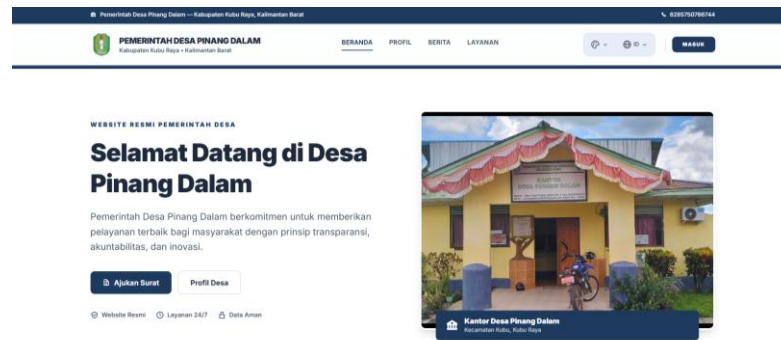 Pemerintah Desa Pinang Dalam — Kabupaten Kubu Raya, Kalimantan Barat
6285750766744
PEMERINTAH DESA PINANG DALAM
Kabupaten Kubu Raya • Kalimantan Barat
BERANDA PROFIL BERITA LAYANAN
ID
MASUK
WEBSITE RESMI PEMERINTAH DESA
Selamat Datang di Desa
Pinang Dalam
Pemerintah Desa Pinang Dalam berkomitmen untuk memberikan
pelayanan terbaik bagi masyarakat dengan prinsip transparansi,
akuntabilitas, dan inovasi.
Ajukan Surat Profil Desa
Website Resmi Layanan 24/7 Data Aman
KANTOR
DESA PINANG DALAM
Kantor Desa Pinang Dalam
Kecamatan Kubu, Kubu Raya